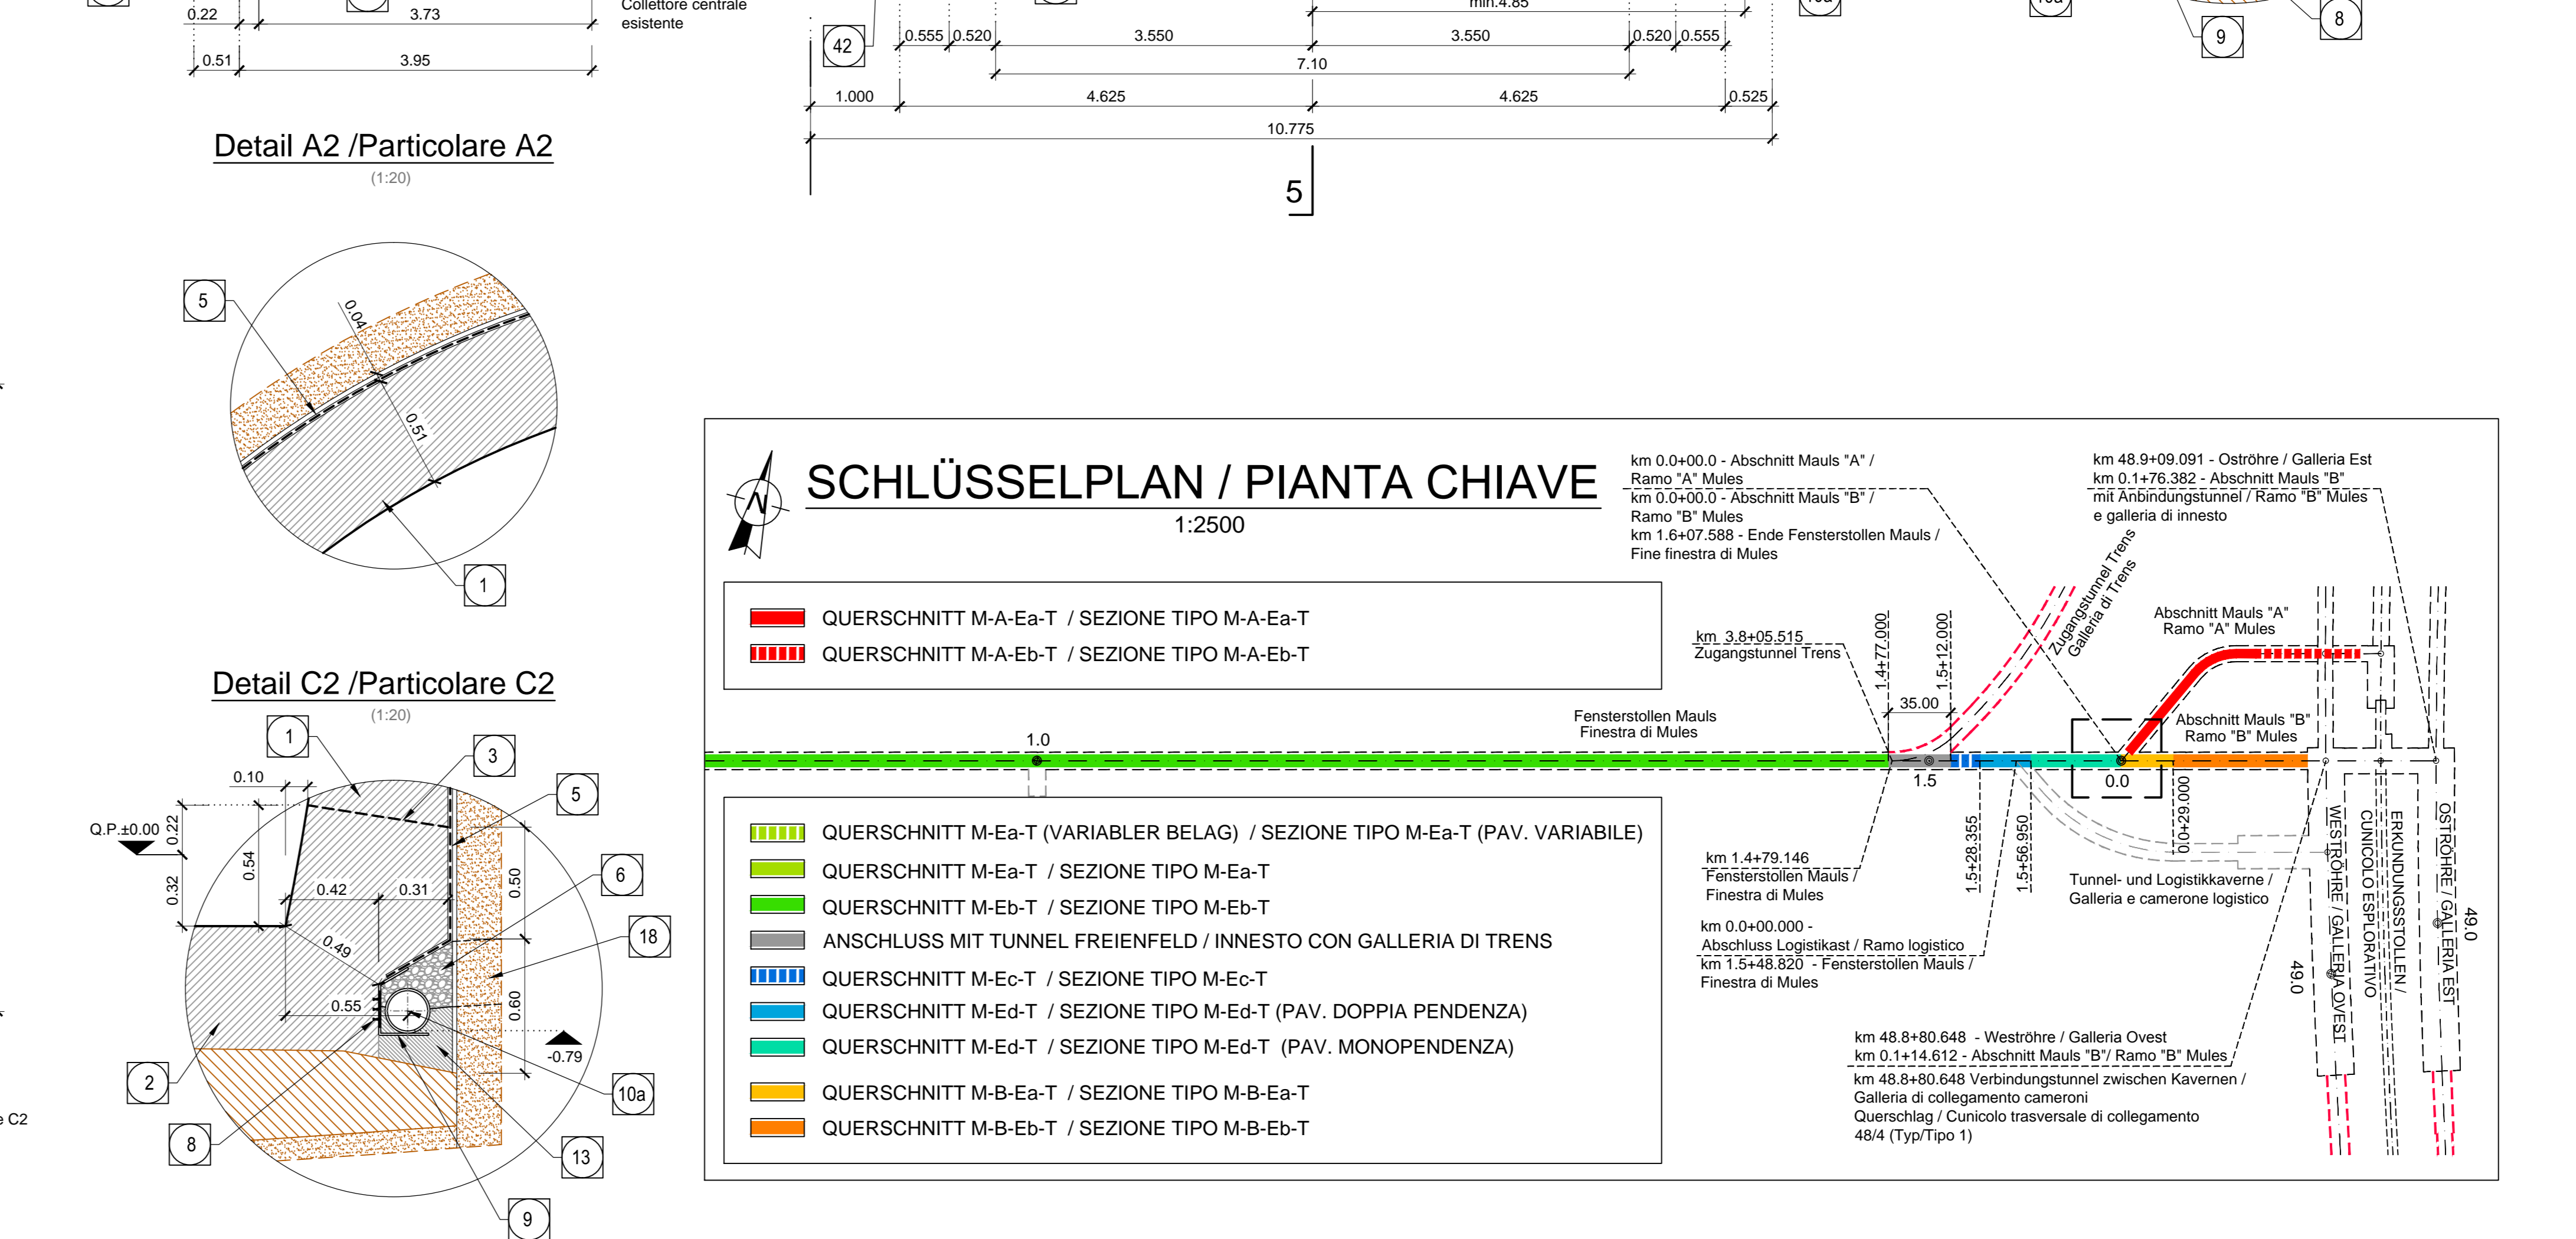 0.22
3.73
Collettore centrale
esistente
0.51
3.95
42
min.4.85
0.555
0.520
3.550
3.550
0.520
0.555
7.10
1.000
4.625
4.625
0.525
10.775
5
8
9
Detail A2 /Particolare A2
(1:20)
5
0.04
0.51
1
Detail C2 /Particolare C2
(1:20)
1
3
5
6
18
10a
13
9
8
2
0.10
Q.P.±0.00
0.22
0.32
0.54
0.42
0.31
0.50
0.49
0.55
0.60
-0.79
e C2
N
SCHLÜSSELPLAN / PIANTA CHIAVE
1:2500
QUERSCHNITT M-A-Ea-T / SEZIONE TIPO M-A-Ea-T
QUERSCHNITT M-A-Eb-T / SEZIONE TIPO M-A-Eb-T
km 0.0+00.0 - Abschnitt Mauls "A" /
Ramo "A" Mules
km 0.0+00.0 - Abschnitt Mauls "B" /
Ramo "B" Mules
km 1.6+07.588 - Ende Fensterstollen Mauls /
Fine finestra di Mules
km 48.9+09.091 - Oströhre / Galleria Est
km 0.1+76.382 - Abschnitt Mauls "B"
mit Anbindungstunnel / Ramo "B" Mules
e galleria di innesto
Zugangstunnel Trens
Galleria di Trens
Abschnitt Mauls "A"
Ramo "A" Mules
km 3.8+05.515
Zugangstunnel Trens
1.4+77.000
1.5+12.000
35.00
Fensterstollen Mauls
Finestra di Mules
Abschnitt Mauls "B"
Ramo "B" Mules
1.0
1.5
0.0
1.5+28.355
1.5+56.950
0.0+29.000
QUERSCHNITT M-Ea-T (VARIABLER BELAG) / SEZIONE TIPO M-Ea-T (PAV. VARIABILE)
QUERSCHNITT M-Ea-T / SEZIONE TIPO M-Ea-T
QUERSCHNITT M-Eb-T / SEZIONE TIPO M-Eb-T
ANSCHLUSS MIT TUNNEL FREIENFELD / INNESTO CON GALLERIA DI TRENS
QUERSCHNITT M-Ec-T / SEZIONE TIPO M-Ec-T
QUERSCHNITT M-Ed-T / SEZIONE TIPO M-Ed-T (PAV. DOPPIA PENDENZA)
QUERSCHNITT M-Ed-T / SEZIONE TIPO M-Ed-T (PAV. MONOPENDENZA)
QUERSCHNITT M-B-Ea-T / SEZIONE TIPO M-B-Ea-T
QUERSCHNITT M-B-Eb-T / SEZIONE TIPO M-B-Eb-T
km 1.4+79.146
Fensterstollen Mauls /
Finestra di Mules
km 0.0+00.000 -
Abschluss Logistikast / Ramo logistico
km 1.5+48.820 - Fensterstollen Mauls /
Finestra di Mules
Tunnel- und Logistikkaverne /
Galleria e camerone logistico
WESTRÖHRE / GALLERIA OVEST
CUNICOLO ESPLORATIVO
ERKUNDUNGSSTOLLEN /
OSTRÖHRE / GALLERIA EST
49.0
49.0
km 48.8+80.648 - Weströhre / Galleria Ovest
km 0.1+14.612 - Abschnitt Mauls "B"/ Ramo "B" Mules
km 48.8+80.648 Verbindungstunnel zwischen Kavernen /
Galleria di collegamento cameroni
Querschlag / Cunicolo trasversale di collegamento
48/4 (Typ/Tipo 1)